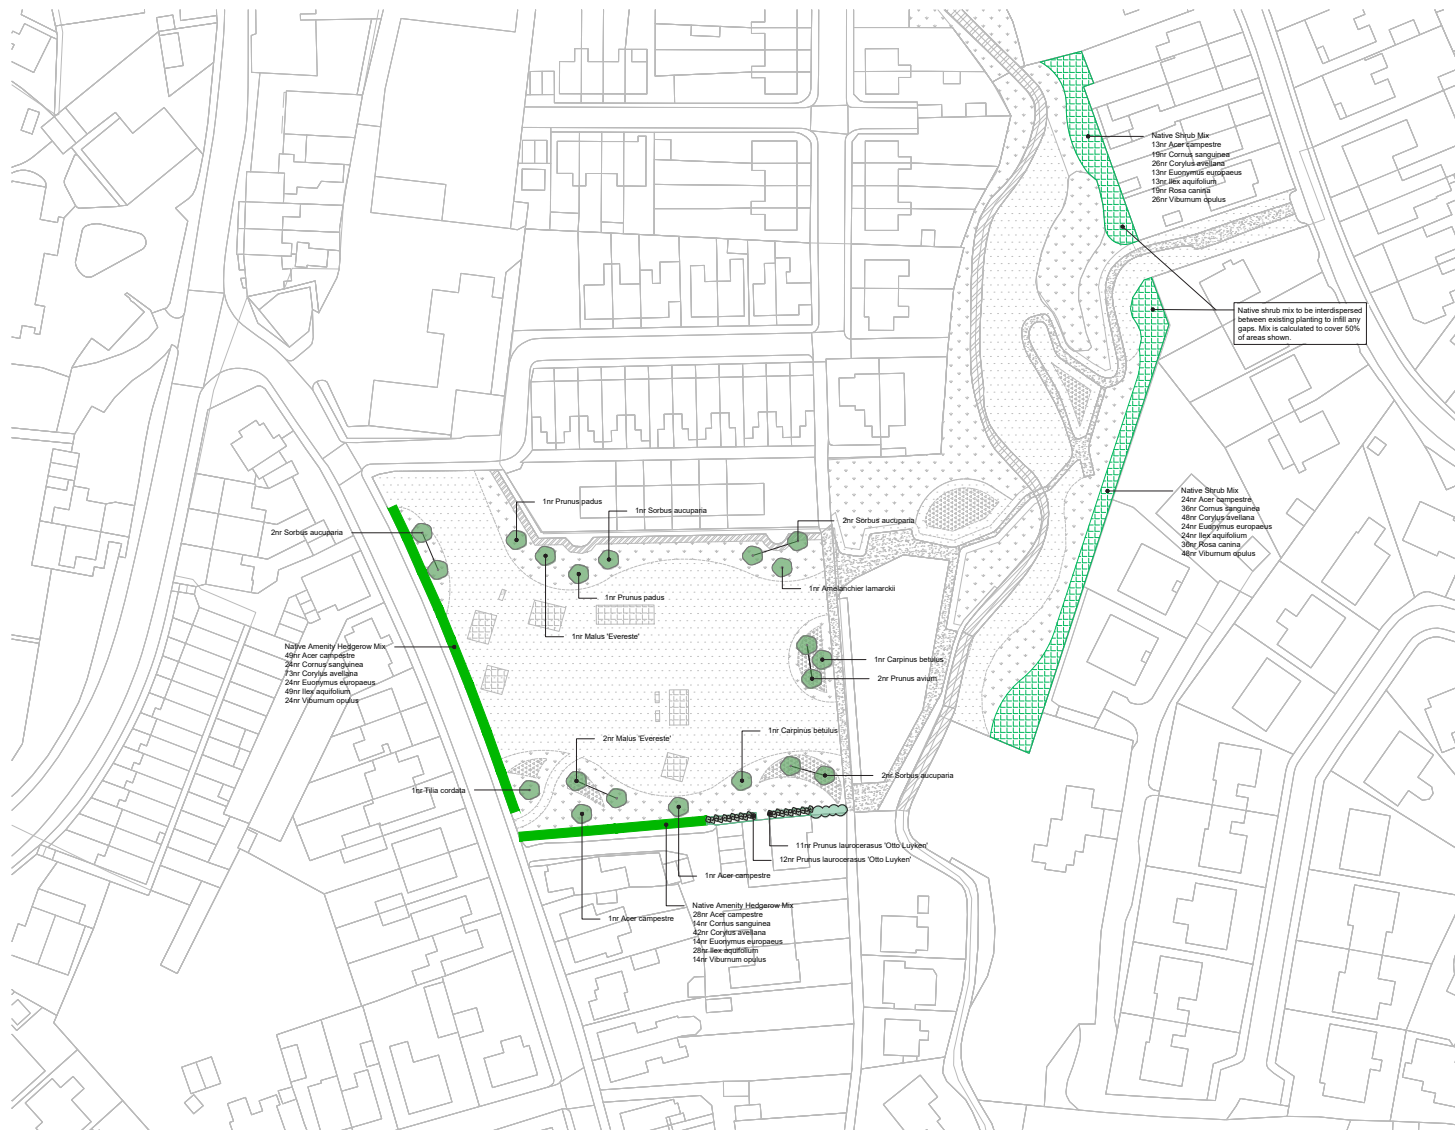 Native Shrub Mix
13nr Acer campestre
19nr Cornus sanguinea
26nr Corylus avellana
13nr Euonymus europaeus
13nr Ilex aquifolium
19nr Rosa canina
26nr Viburnum opulus
Native shrub mix to be interdispersed
between existing planting to infill any
gaps. Mix is calculated to cover 50%
of areas shown.
Native Shrub Mix
24nr Acer campestre
36nr Cornus sanguinea
48nr Corylus avellana
24nr Euonymus europaeus
24nr Ilex aquifolium
36nr Rosa canina
48nr Viburnum opulus
1nr Prunus padus
1nr Sorbus aucuparia
2nr Sorbus aucuparia
2nr Sorbus aucuparia
1nr Amelanchier lamarckii
1nr Prunus padus
1nr Malus 'Evereste'
Native Amenity Hedgerow Mix
49nr Acer campestre
24nr Cornus sanguinea
73nr Corylus avellana
24nr Euonymus europaeus
49nr Ilex aquifolium
24nr Viburnum opulus
1nr Carpinus betulus
2nr Prunus avium
1nr Carpinus betulus
2nr Malus 'Evereste'
2nr Sorbus aucuparia
1nr Tilia cordata
11nr Prunus laurocerasus 'Otto Luyken'
12nr Prunus laurocerasus 'Otto Luyken'
1nr Acer campestre
1nr Acer campestre
Native Amenity Hedgerow Mix
28nr Acer campestre
14nr Cornus sanguinea
42nr Corylus avellana
14nr Euonymus europaeus
28nr Ilex aquifolium
14nr Viburnum opulus